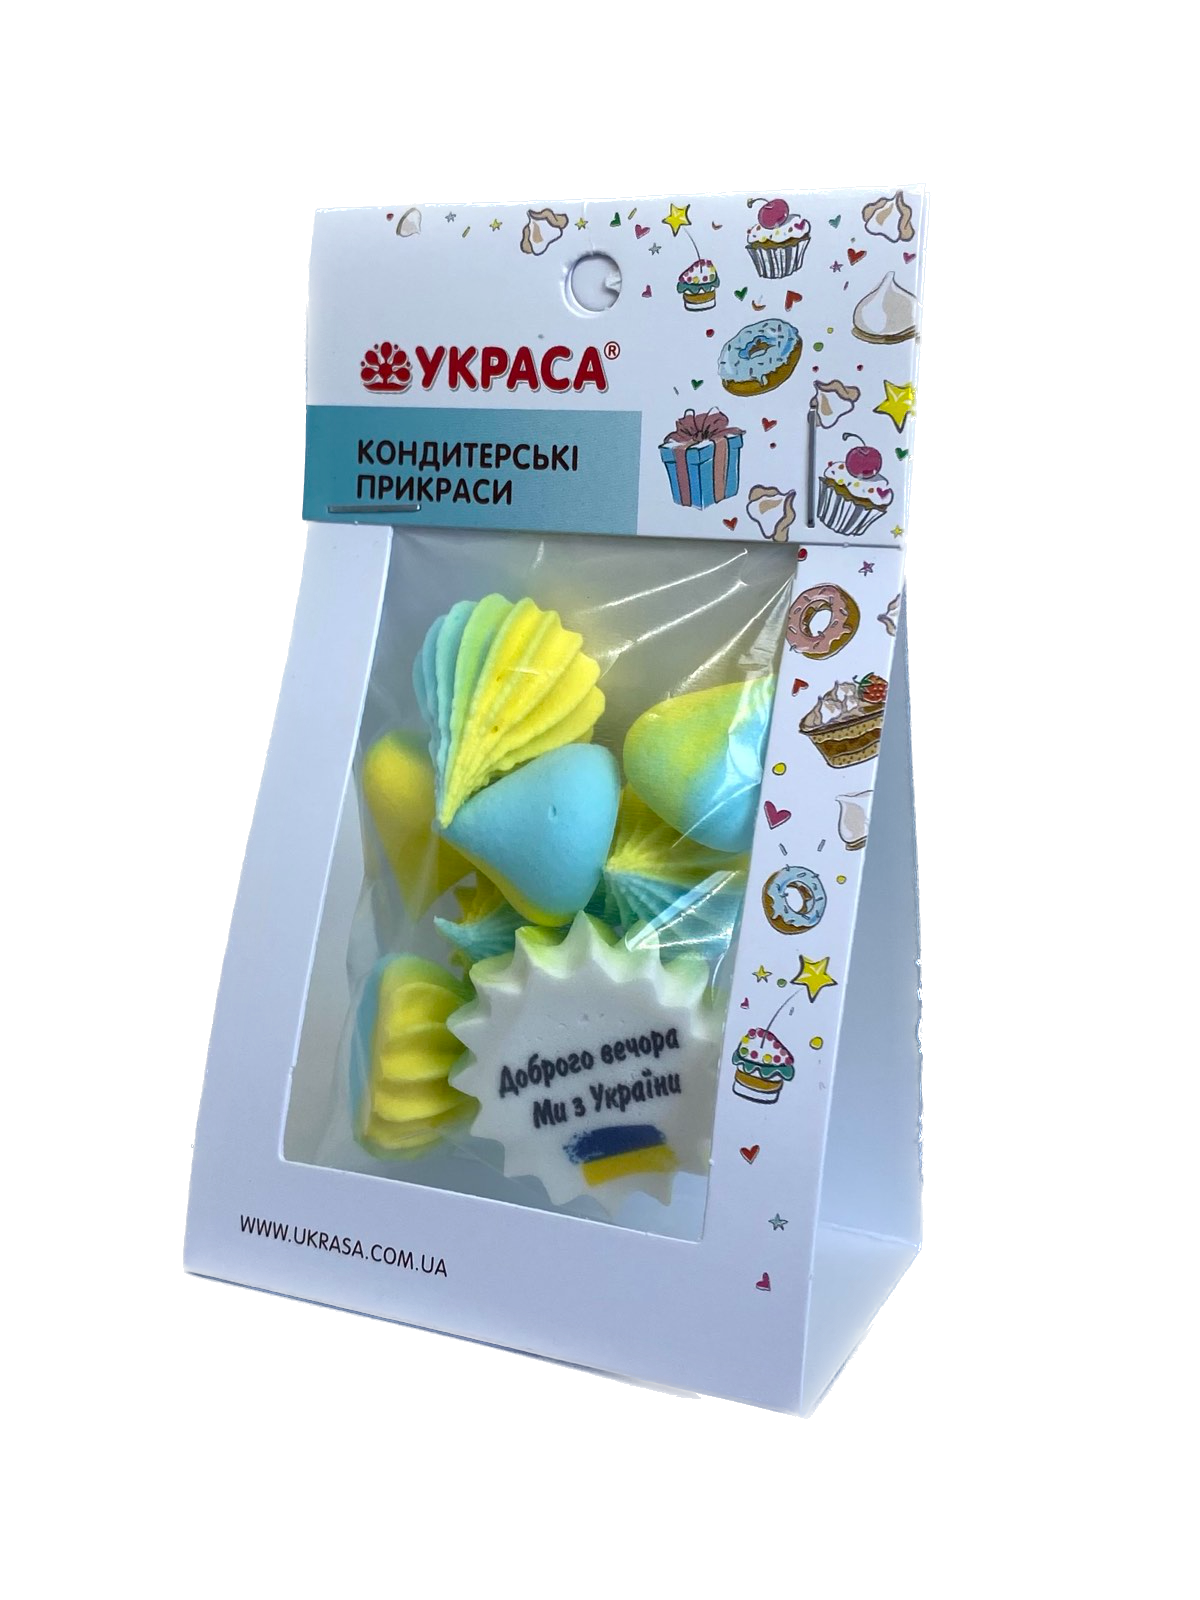 УКРАСА®
КОНДИТЕРСЬКІ
ПРИКРАСИ
Доброго вечора
Ми з України
WWW.UKRASA.COM.UA